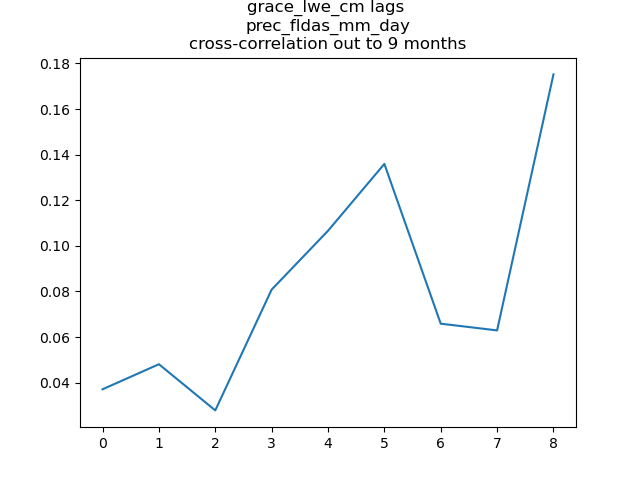 grace_lwe_cm lags
prec_fldas_mm_day
cross-correlation out to 9 months
0.18
0.16
0.14
0.12
0.10
0.08
0.06
0.04
0 1 2 3 4 5 6 7 8